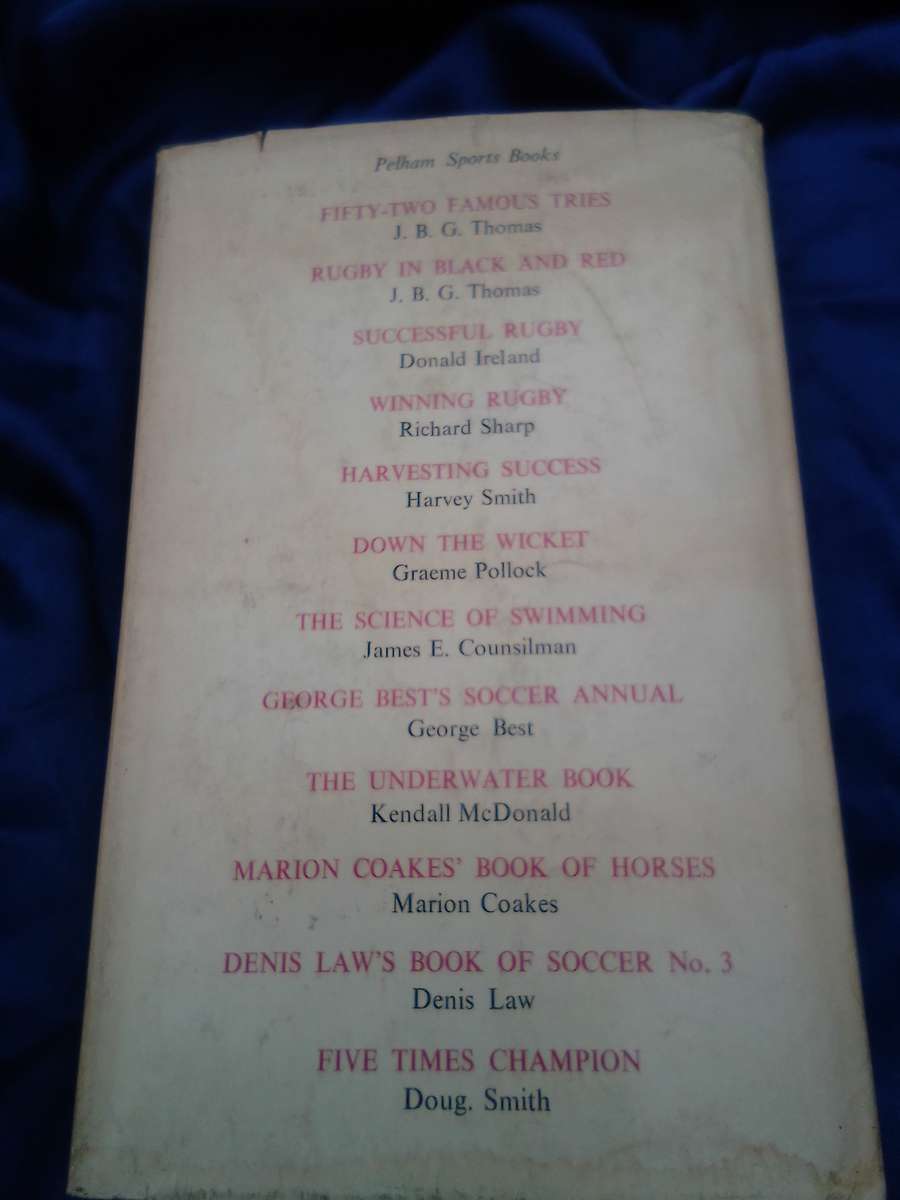 Pelham Sports Books
FIFTY-TWO FAMOUS TRIES
J. B. G. Thomas
RUGBY IN BLACK AND RED
J. B. G. Thomas
SUCCESSFUL RUGBY
Donald Ireland
WINNING RUGBY
Richard Sharp
HARVESTING SUCCESS
Harvey Smith
DOWN THE WICKET
Graeme Pollock
THE SCIENCE OF SWIMMING
James E. Counsilman
GEORGE BEST'S SOCCER ANNUAL
George Best
THE UNDERWATER BOOK
Kendall McDonald
MARION COAKES' BOOK OF HORSES
Marion Coakes
DENIS LAW'S BOOK OF SOCCER No. 3
Denis Law
FIVE TIMES CHAMPION
Doug. Smith